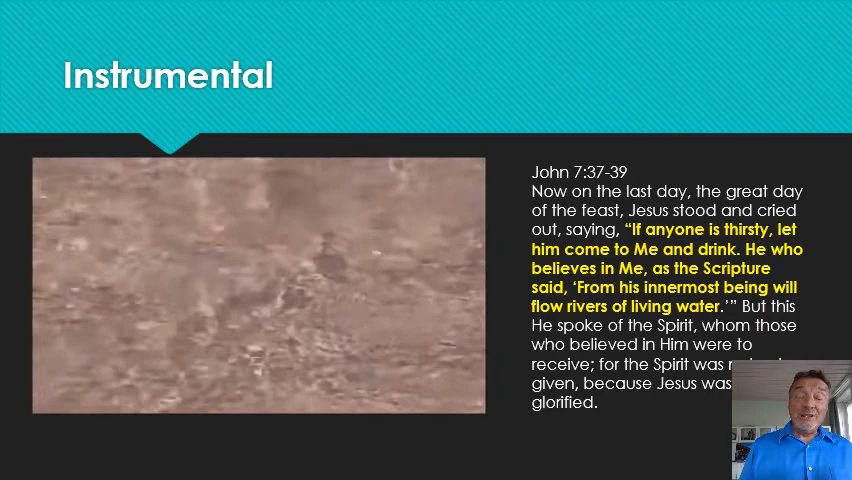 Instrumental
John 7:37-39
Now on the last day, the great day
of the feast, Jesus stood and cried
out, saying, “If anyone is thirsty, let
him come to Me and drink. He who
believes in Me, as the Scripture
said, ‘From his innermost being will
flow rivers of living water.’” But this
He spoke of the Spirit, whom those
who believed in Him were to
receive; for the Spirit was
given, because Jesus was
glorified.